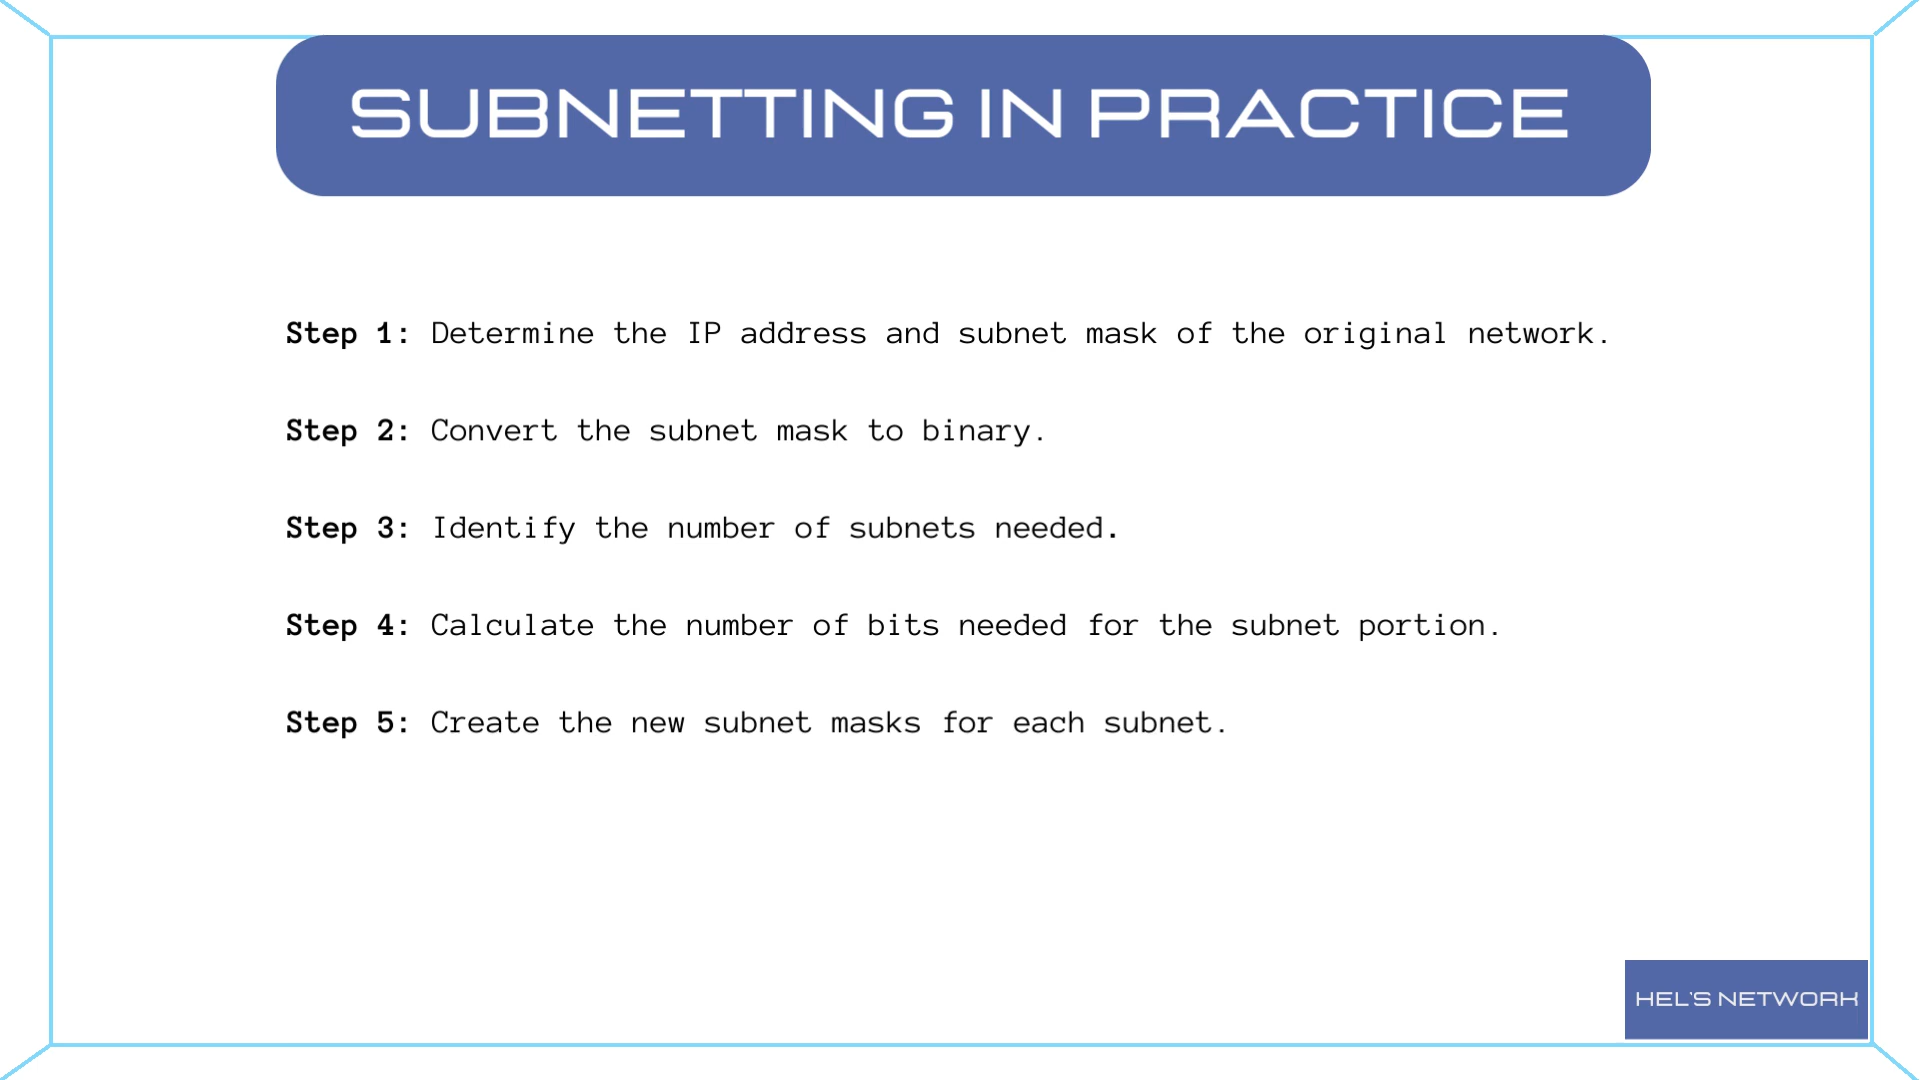 SUBNETTING IN PRACTICE
Step 1: Determine the IP address and subnet mask of the original network.
Step 2: Convert the subnet mask to binary.
Step 3: Identify the number of subnets needed.
Step 4: Calculate the number of bits needed for the subnet portion.
Step 5: Create the new subnet masks for each subnet.
HEL'S NETWORK